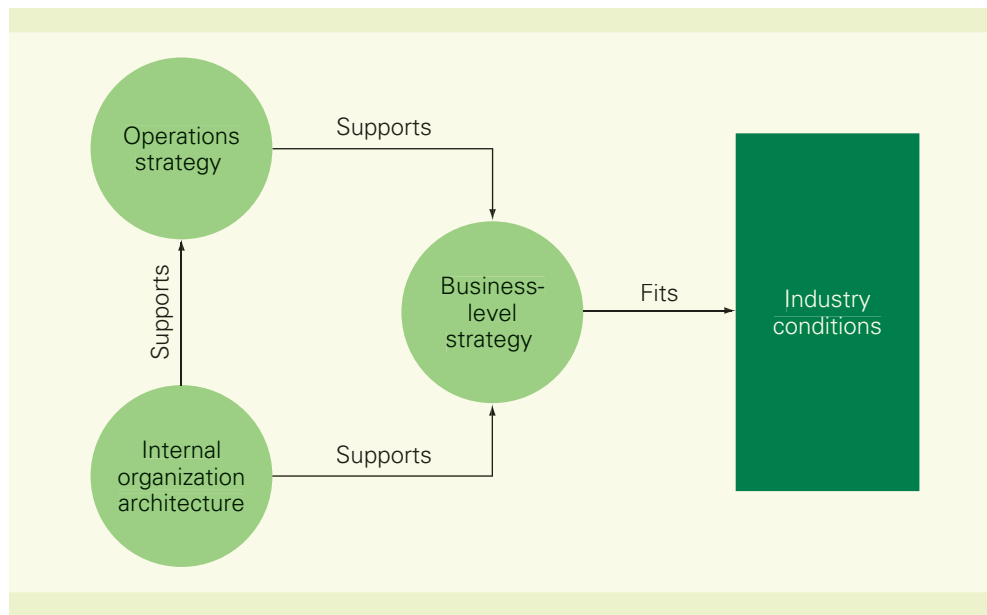 Operations
strategy
Supports
Supports
Internal
organization
architecture
Supports
Business-
level
strategy
Fits
Industry
conditions